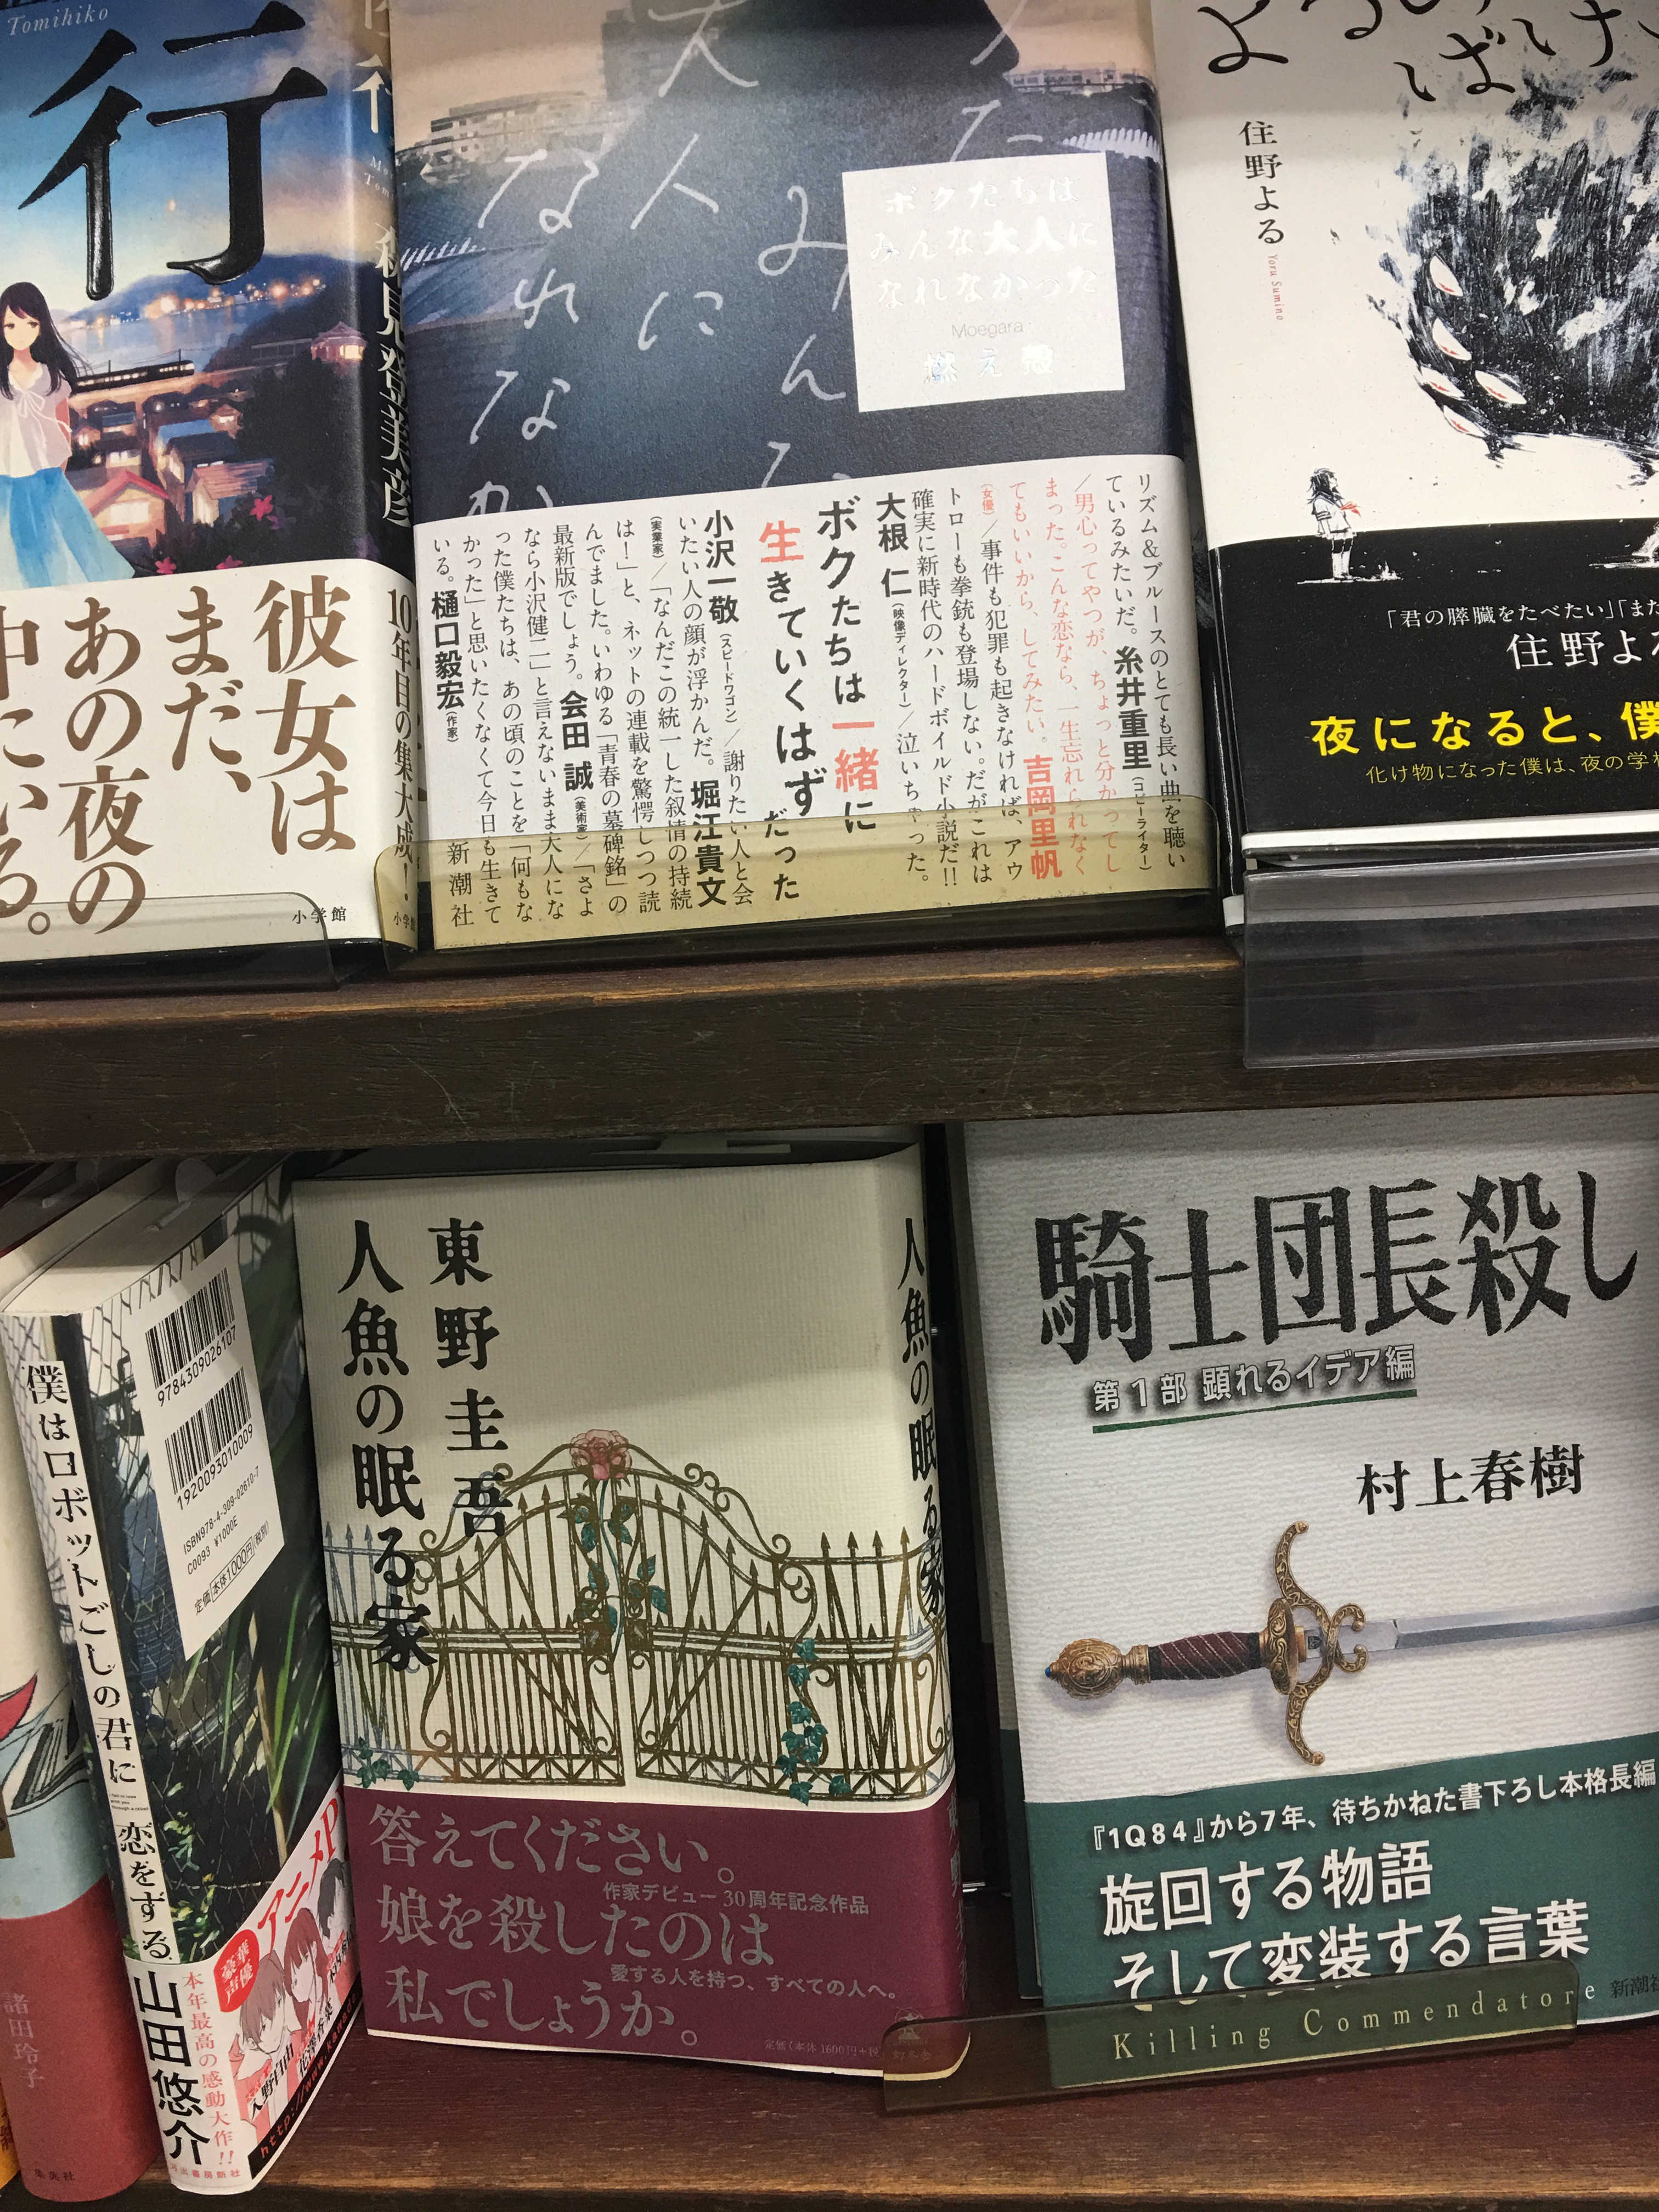 Tomihiko
行
見登美彦
彼女は
まだ、
あの夜の
中にいる。
小学館
10年目の集大成!
小学館
大人に
なれなか
みんな
ボクたちは
みんな大人に
なれなかった
Moegara
燃え殻
リズム&ブルースのとても長い曲を聴い
ているみたいだ。糸井重里(コピーライター)
/男心ってやつが、ちょっと分かってし
まった。こんな恋なら、一生忘れられなく
てもいいから、してみたい。吉岡里帆
(女優)/事件も犯罪も起きなければ、アウ
トローも拳銃も登場しない。だがこれは
確実に新時代のハードボイルド小説だ!!
大根 仁(映像ディレクター)/泣いちゃった。
ボクたちは一緒に
生きていくはずだった
小沢一敬(スピードワゴン)/謝りたい人と会
いたい人の顔が浮かんだ。堀江貴文
(実業家)/「なんだこの統一した叙情の持続
は!」と、ネットの連載を驚愕しつつ読
んでました。いわゆる「青春の墓碑銘」の
最新版でしょう。会田 誠(美術家)/「さよ
なら小沢健二」と言えないまま大人にな
った僕たちは、あの頃のことを「何もな
かった」と思いたくなくて今日も生きて
いる。樋口毅宏(作家)
新潮社
よるのばけ
住野よる
Yoru Sumino
「君の膵臓をたべたい」「また
住野よる
夜になると、僕
化け物になった僕は、夜の学校
諸田玲子
集英社
僕はロボットごしの君に恋をする
山田悠介
河出書房新社
9784309026107
1920093010009
ISBN978-4-309-02610-7
C0093 ¥1000E
定価 本体1,000円(税別)
アニメP
豪華
声優
本年最高の感動大作!!
東野圭吾
人魚の眠る家
人魚の眠る家
答えてください。
作家デビュー30周年記念作品
娘を殺したのは
愛する人を持つ、すべての人へ。
私でしょうか。
騎士団長殺し
第1部 顕れるイデア編
村上春樹
『1Q84』から7年、待ちかねた書下ろし本格長編
旋回する物語
そして変装する言葉
Killing Commendatore
新潮社